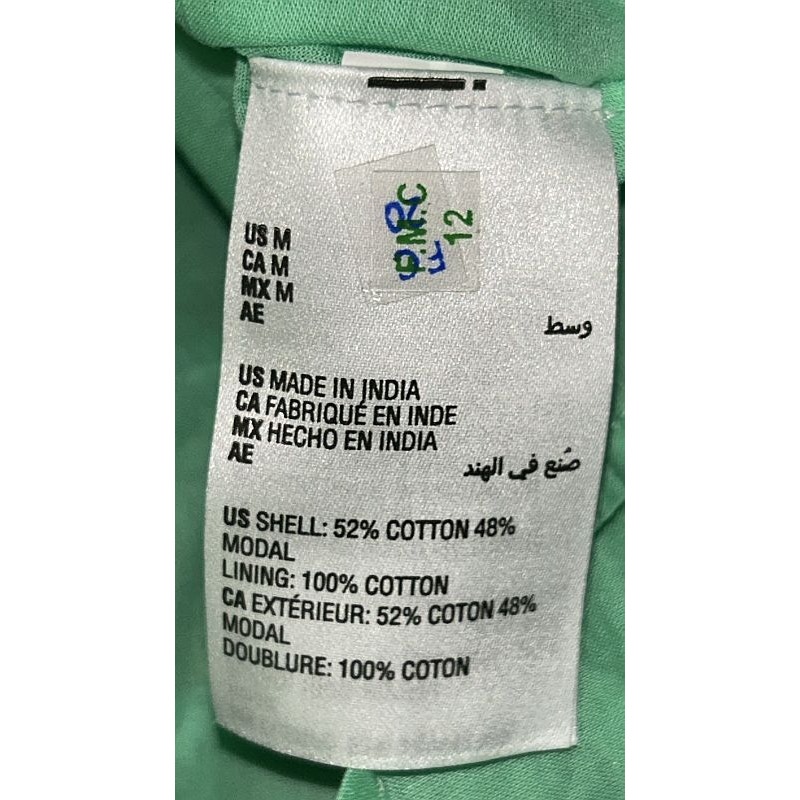 P.M.C
12
US M
CA M
MX M
AE
وسط
US MADE IN INDIA
CA FABRIQUÉ EN INDE
MX HECHO EN INDIA
AE
صُنع في الهند
US SHELL: 52% COTTON 48%
MODAL
LINING: 100% COTTON
CA EXTÉRIEUR: 52% COTON 48%
MODAL
DOUBLURE: 100% COTON